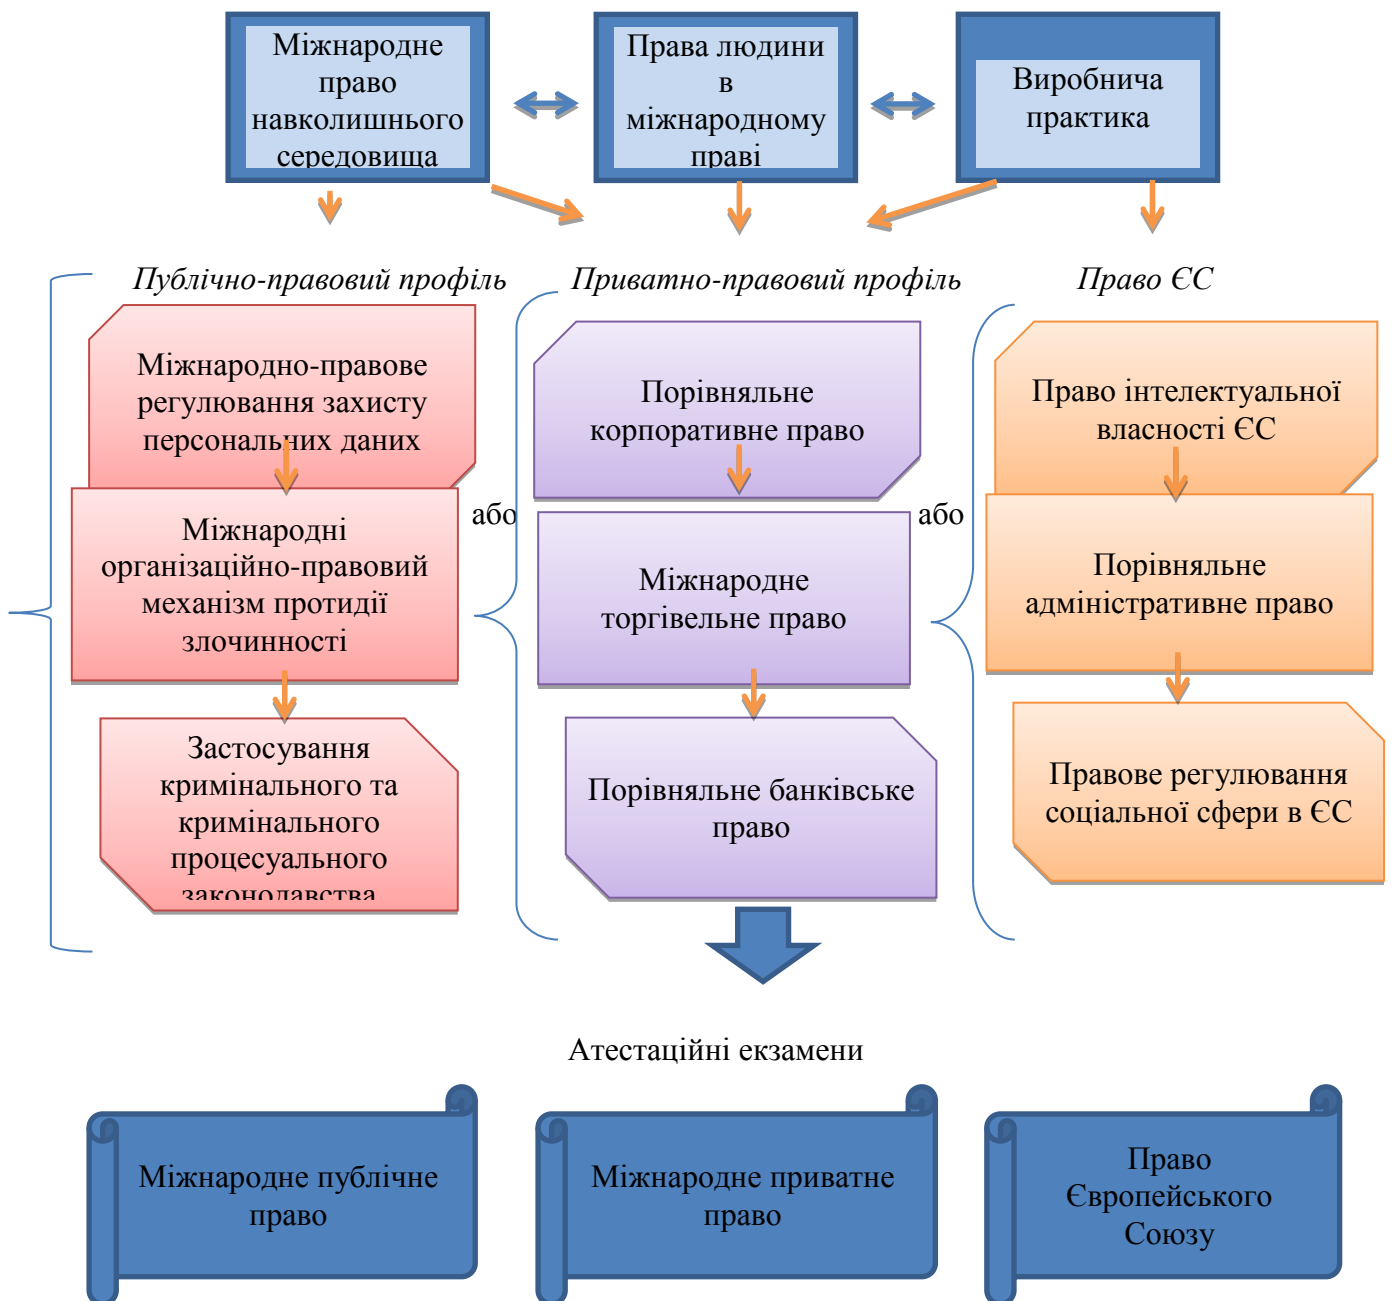 Міжнародне
право
навколишнього
середовища
Права людини
в
міжнародному
праві
Виробнича
практика
Публічно-правовий профіль
Приватно-правовий профіль
Право ЄС
Міжнародно-правове
регулювання захисту
персональних даних
Міжнародні
організаційно-правовий
механізм протидії
злочинності
Застосування
кримінального та
кримінального
процесуального
законодавства
або
Порівняльне
корпоративне право
Міжнародне
торгівельне право
Порівняльне банківське
право
або
Право інтелектуальної
власності ЄС
Порівняльне
адміністративне право
Правове регулювання
соціальної сфери в ЄС
Атестаційні екзамени
Міжнародне публічне
право
Міжнародне приватне
право
Право
Європейського
Союзу